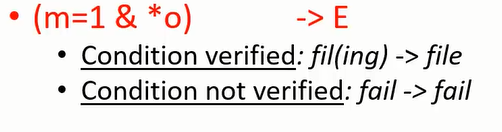 • (m=1 & *o) -> E
• Condition verified: fil(ing) -> file
• Condition not verified: fail -> fail